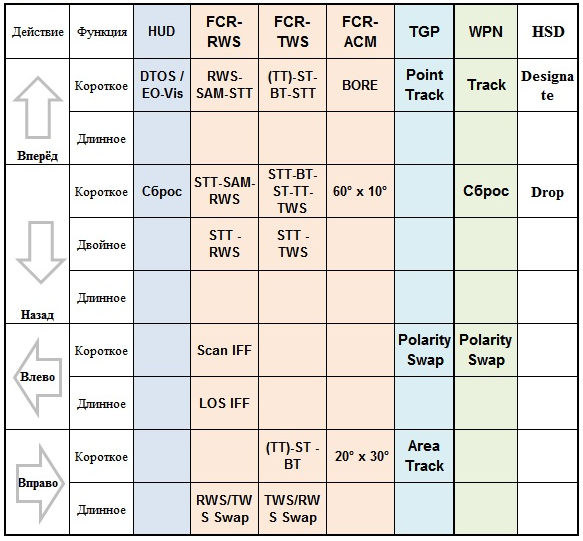 Действие Функция HUD FCR-RWS FCR-TWS FCR-ACM TGP WPN HSD
Вперёд
Короткое DTOS / EO-Vis RWS-SAM-STT (TT)-ST-BT-STT BORE Point Track Track Designate
Длинное
Назад
Короткое Сброс STT-SAM-RWS STT-BT-ST-TT-TWS 60° x 10° Сброс Drop
Двойное STT - RWS STT - TWS
Длинное
Влево
Короткое Scan IFF Polarity Swap Polarity Swap
Длинное LOS IFF
Вправо
Короткое (TT)-ST - BT 20° x 30° Area Track
Длинное RWS/TWS Swap TWS/RWS Swap